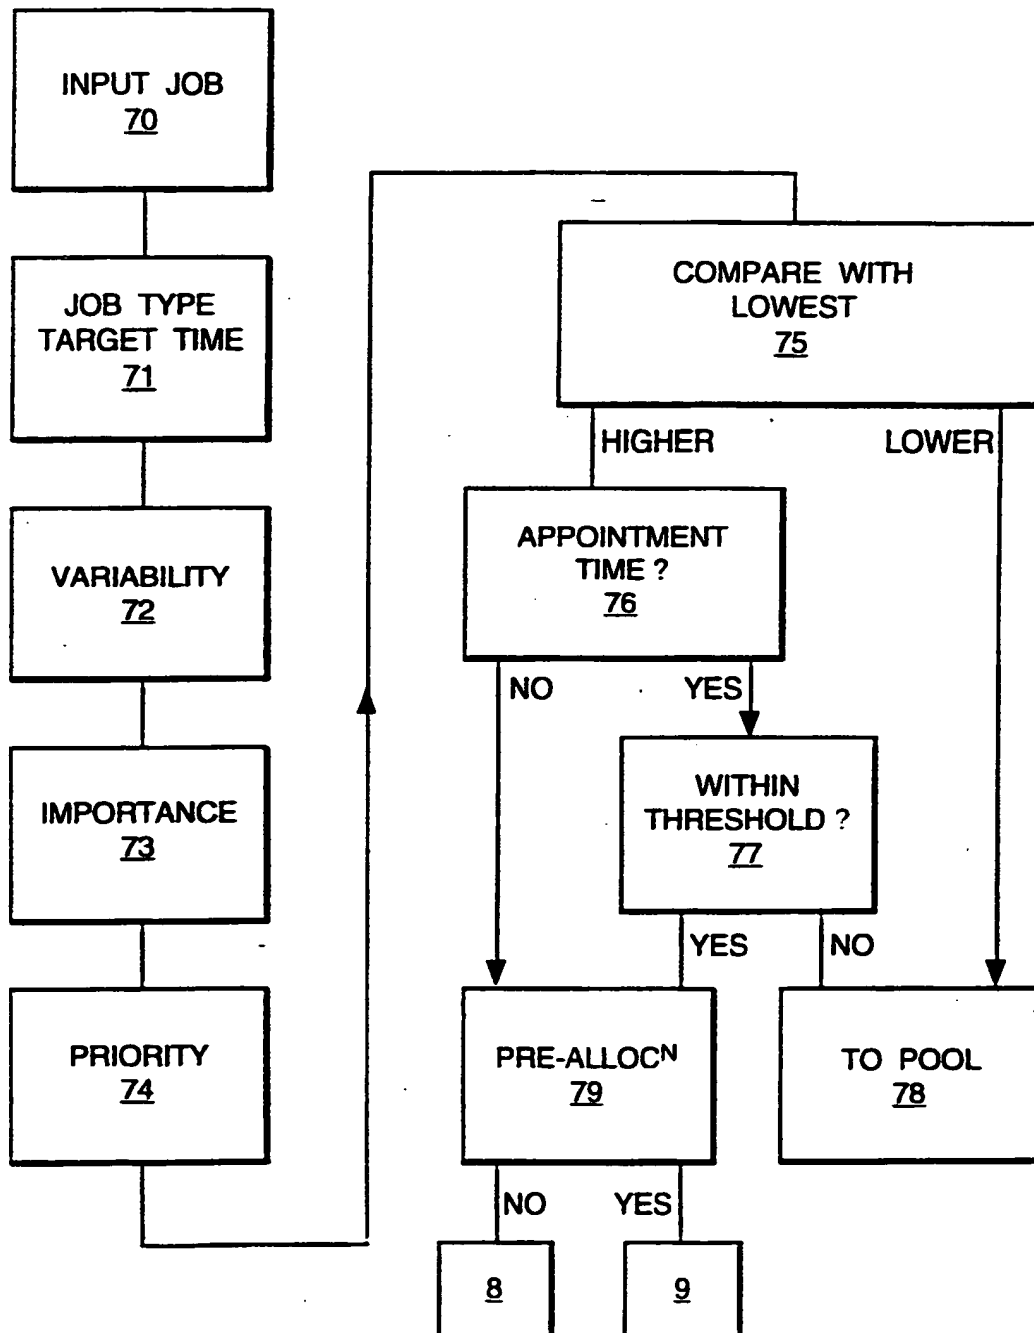 INPUT JOB
70
JOB TYPE
TARGET TIME
71
VARIABILITY
72
IMPORTANCE
73
PRIORITY
74
COMPARE WITH
LOWEST
75
HIGHER
LOWER
APPOINTMENT
TIME ?
76
NO
YES
WITHIN
THRESHOLD ?
77
YES
NO
PRE-ALLOCᴺ
79
TO POOL
78
NO
YES
8
9